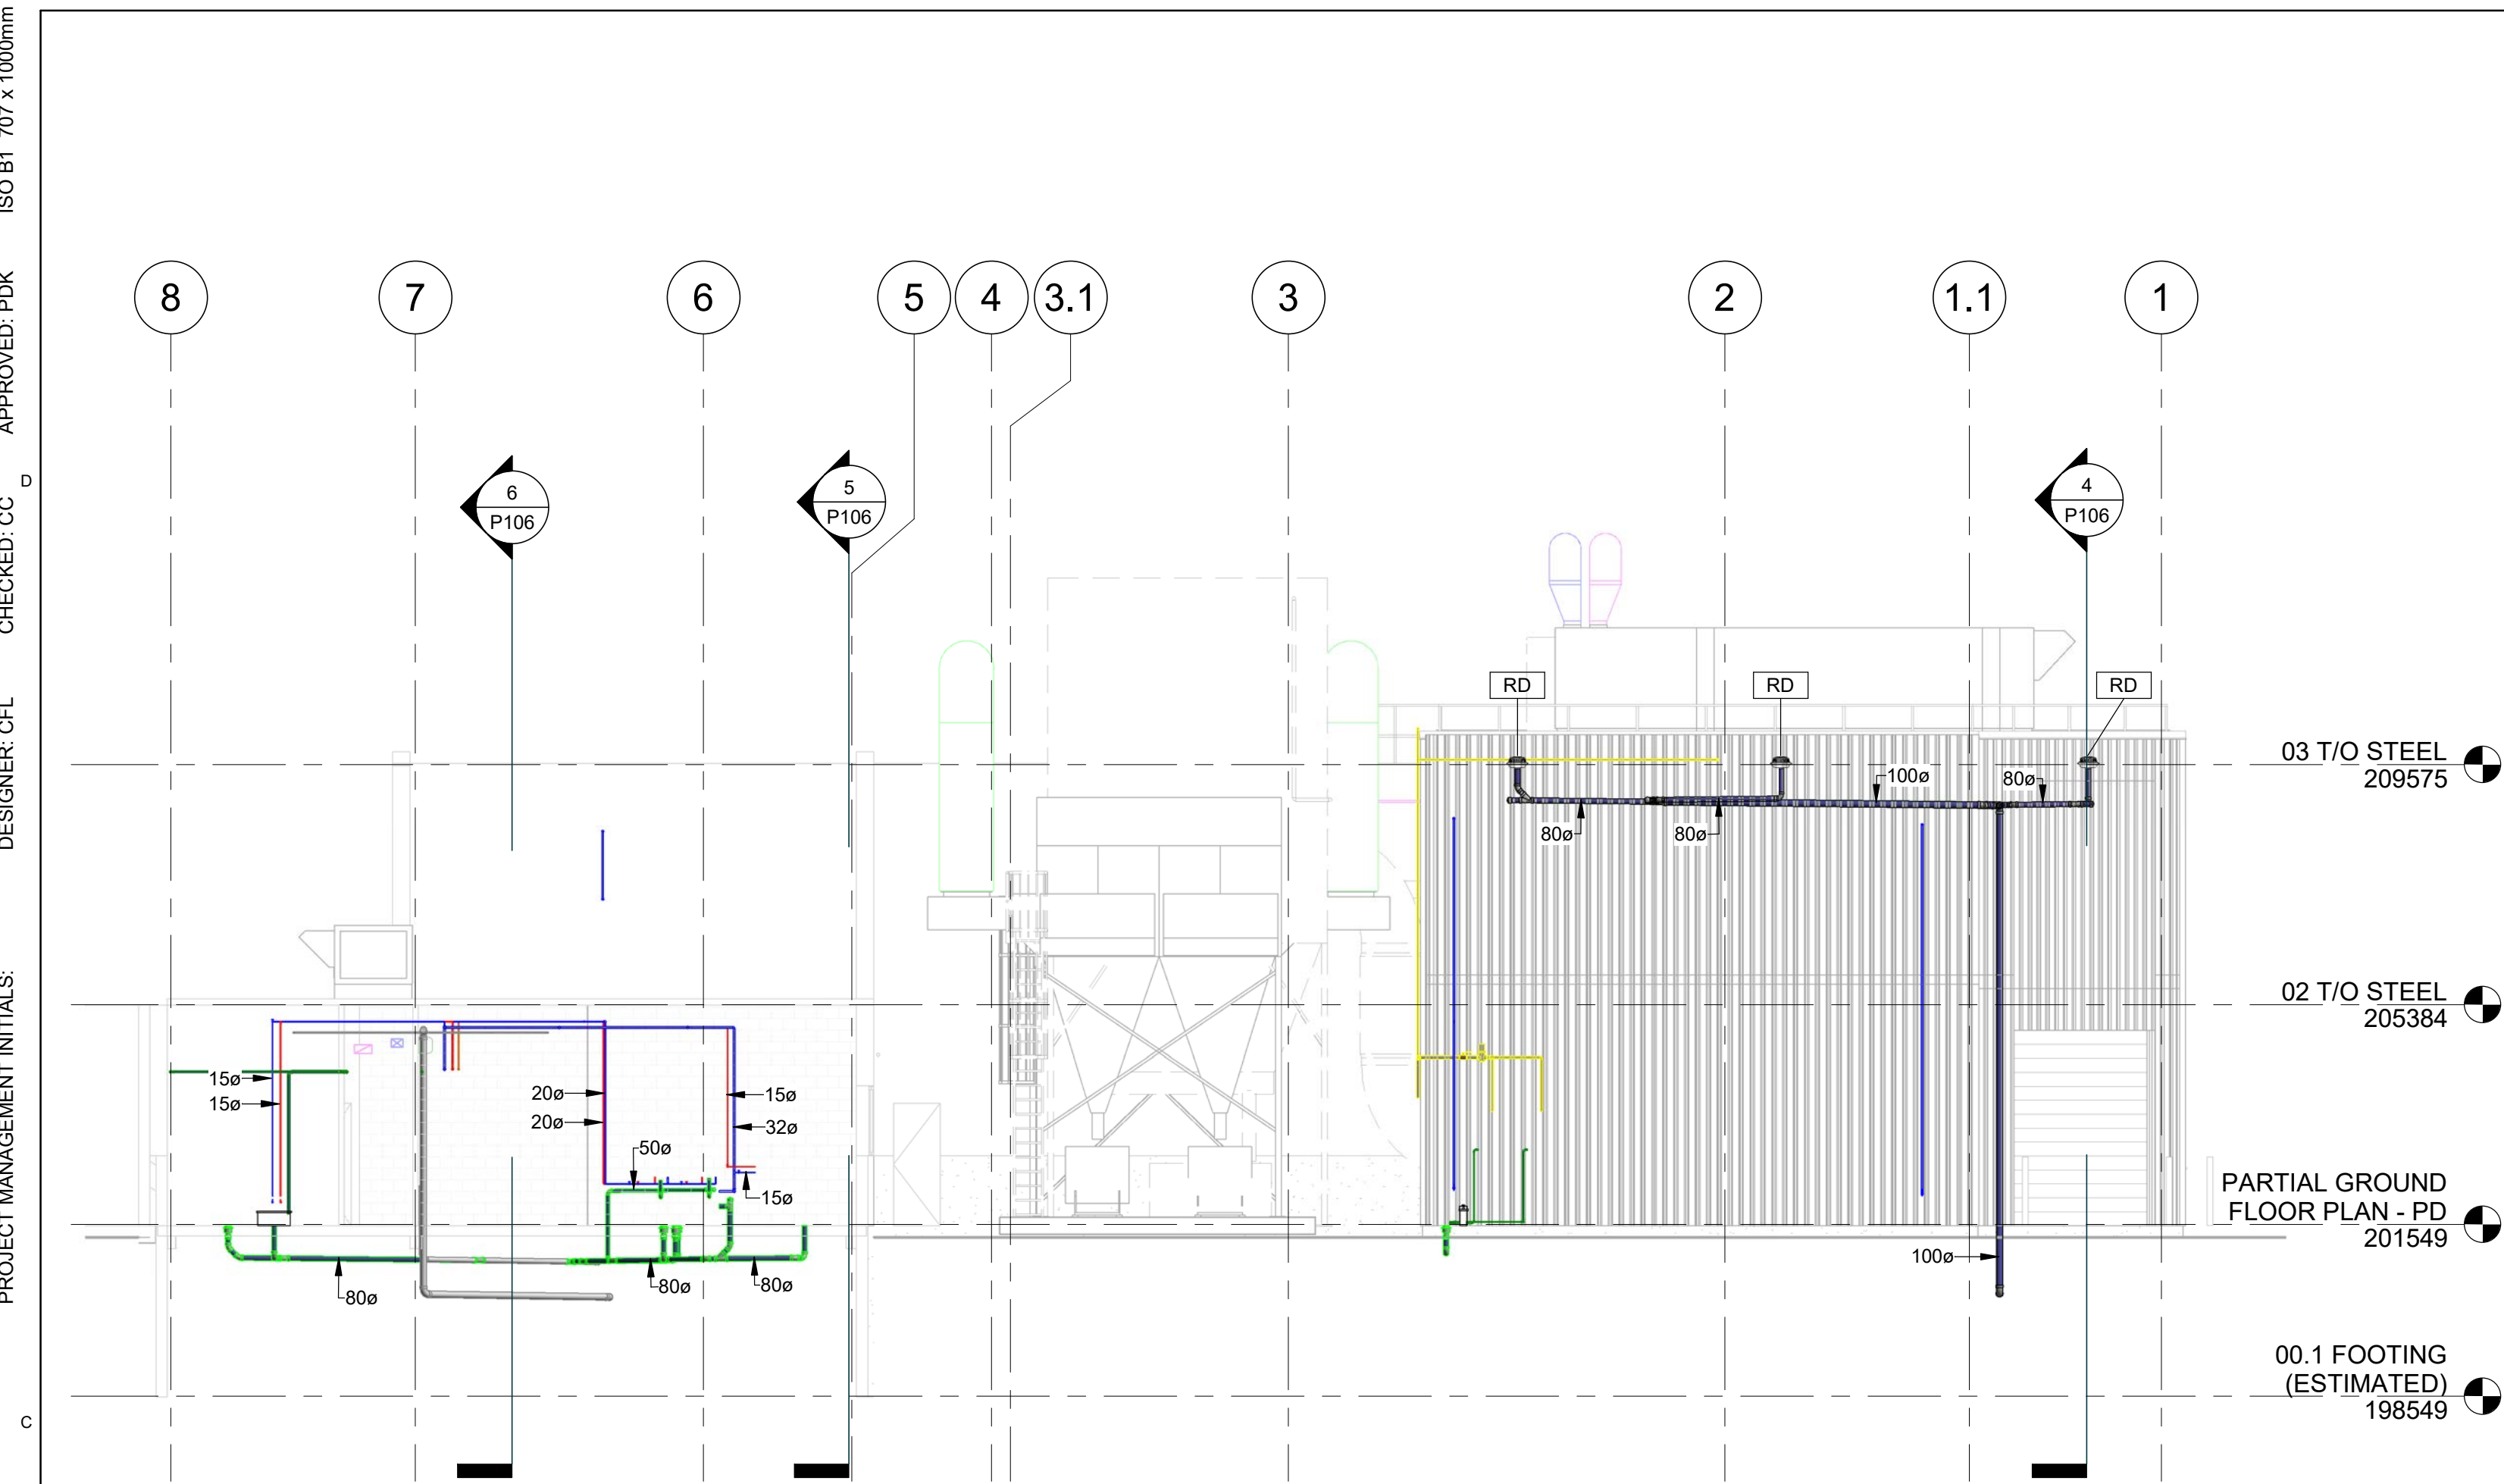 ISO B1 707 x 1000mm
APPROVED: PDK
CHECKED: CC
DESIGNER: CFL
PROJECT MANAGEMENT INITIALS:
D
C
8
7
6
5
4
3.1
3
2
1.1
1
6
P106
5
P106
4
P106
RD
RD
RD
03 T/O STEEL
209575
100ø
80ø
80ø
80ø
02 T/O STEEL
205384
15ø
15ø
20ø
20ø
15ø
32ø
50ø
15ø
PARTIAL GROUND
FLOOR PLAN - PD
201549
100ø
80ø
80ø
80ø
00.1 FOOTING
(ESTIMATED)
198549